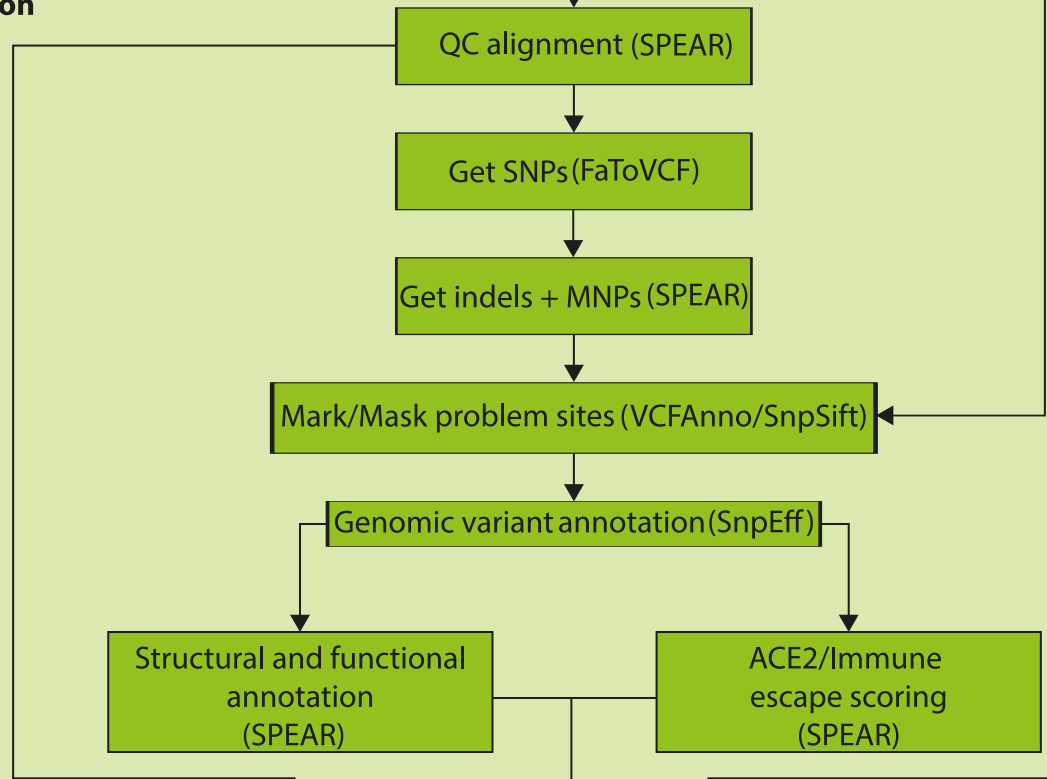 on
QC alignment (SPEAR)
Get SNPs (FaToVCF)
Get indels + MNPs (SPEAR)
Mark/Mask problem sites (VCFAnno/SnpSift)
Genomic variant annotation (SnpEff)
Structural and functional
annotation
(SPEAR)
ACE2/Immune
escape scoring
(SPEAR)